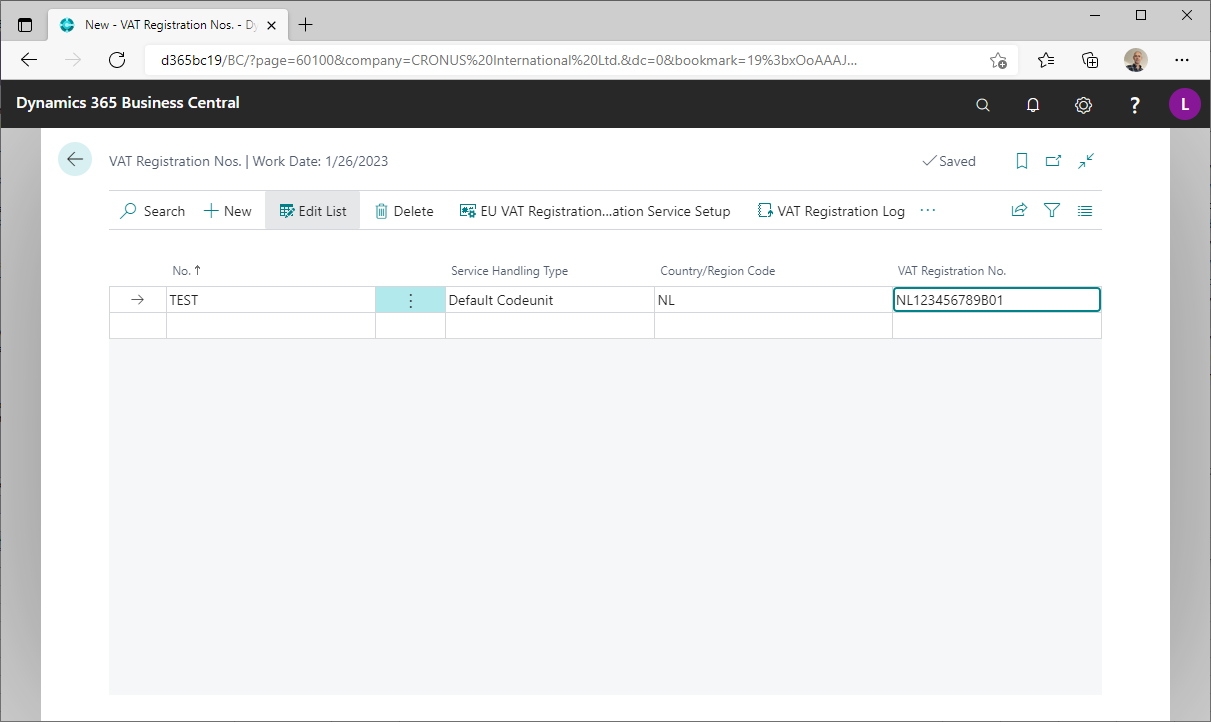 New - VAT Registration Nos. - Dy
d365bc19/BC/?page=60100&company=CRONUS%20International%20Ltd.&dc=0&bookmark=19%3bxOoAAAJ...
Dynamics 365 Business Central
? L
VAT Registration Nos. | Work Date: 1/26/2023
Saved
Search New Edit List Delete EU VAT Registration...ation Service Setup VAT Registration Log ...
No. ↑ Service Handling Type Country/Region Code VAT Registration No.
TEST Default Codeunit NL NL123456789B01